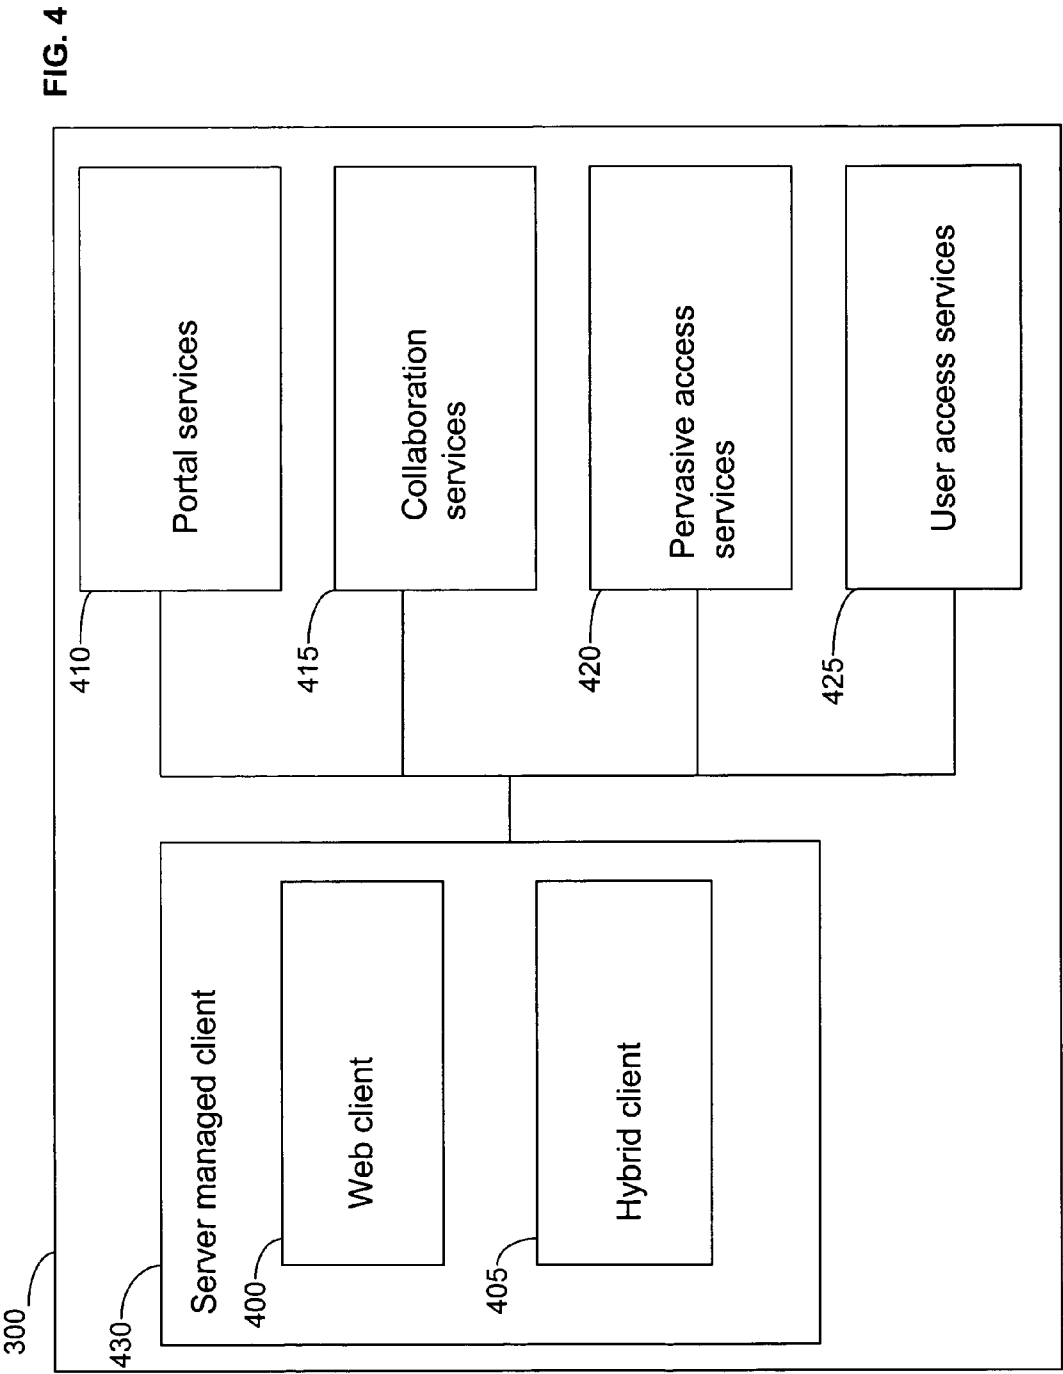 FIG. 4
300
430
Server managed client
400
Web client
405
Hybrid client
410
Portal services
415
Collaboration
services
420
Pervasive access
services
425
User access services